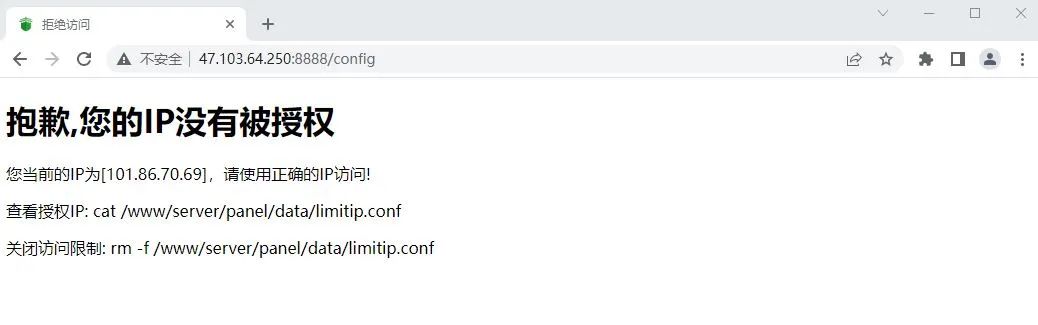 拒绝访问
不安全 47.103.64.250:8888/config
抱歉,您的IP没有被授权
您当前的IP为[101.86.70.69]，请使用正确的IP访问!
查看授权IP: cat /www/server/panel/data/limitip.conf
关闭访问限制: rm -f /www/server/panel/data/limitip.conf